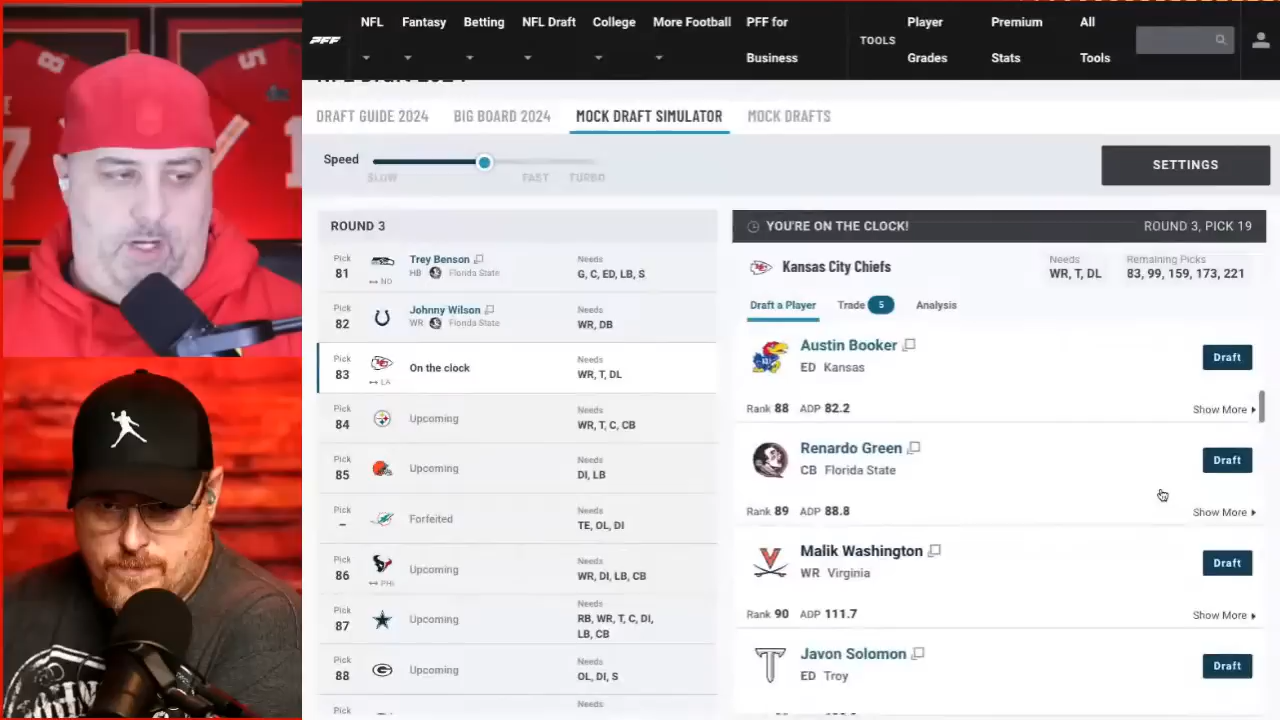 PFF
NFL
Fantasy
Betting
NFL Draft
College
More Football
PFF for
Business
TOOLS
Player
Grades
Premium
Stats
All
Tools
DRAFT GUIDE 2024
BIG BOARD 2024
MOCK DRAFT SIMULATOR
MOCK DRAFTS
Speed
SLOW
FAST
TURBO
SETTINGS
ROUND 3
Pick
81
NO
Trey Benson
HB Florida State
Needs
G, C, ED, LB, S
Pick
82
Johnny Wilson
WR Florida State
Needs
WR, DB
Pick
83
LA
On the clock
Needs
WR, T, DL
Pick
84
Upcoming
Needs
WR, T, C, CB
Pick
85
Upcoming
Needs
DI, LB
Pick
–
Forfeited
Needs
TE, OL, DI
Pick
86
PHI
Upcoming
Needs
WR, DI, LB, CB
Pick
87
Upcoming
Needs
RB, WR, T, C, DI,
LB, CB
Pick
88
Upcoming
Needs
OL, DI, S
Pick
Needs
YOU'RE ON THE CLOCK!
ROUND 3, PICK 19
Kansas City Chiefs
Needs
WR, T, DL
Remaining Picks
83, 99, 159, 173, 221
Draft a Player
Trade 5
Analysis
Austin Booker
ED Kansas
Draft
Rank 88 ADP 82.2
Show More
Renardo Green
CB Florida State
Draft
Rank 89 ADP 88.8
Show More
Malik Washington
WR Virginia
Draft
Rank 90 ADP 111.7
Show More
Javon Solomon
ED Troy
Draft